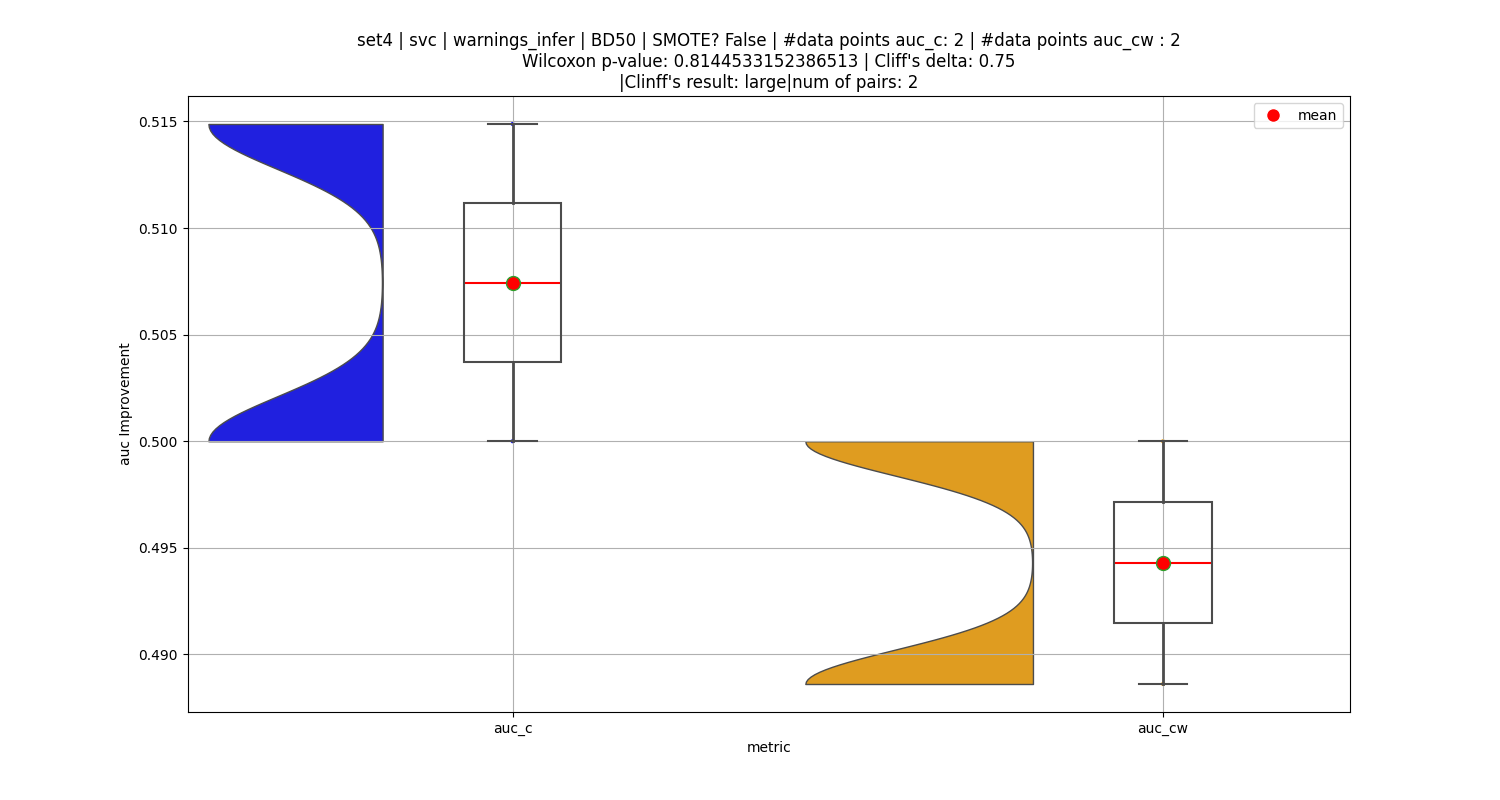 set4 | svc | warnings_infer | BD50 | SMOTE? False | #data points auc_c: 2 | #data points auc_cw : 2
Wilcoxon p-value: 0.8144533152386513 | Cliff's delta: 0.75
|Clinff's result: large|num of pairs: 2
mean
auc Improvement
0.515
0.510
0.505
0.500
0.495
0.490
auc_c
auc_cw
metric